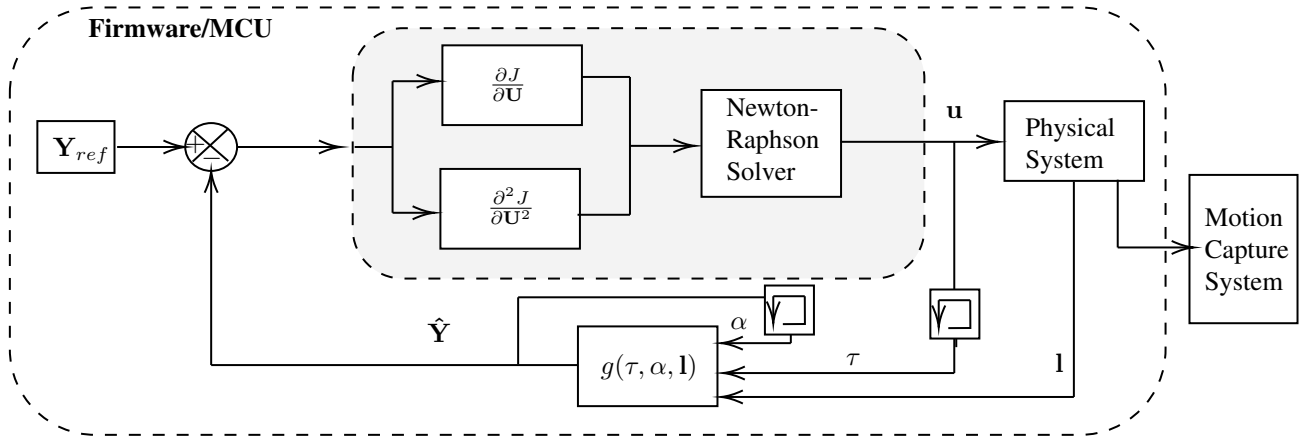 Firmware/MCU
Y_ref
+
−
∂J
∂U
∂²J
∂U²
Newton-
Raphson
Solver
u
Physical
System
Motion
Capture
System
Ŷ
α
g(τ, α, l)
τ
l